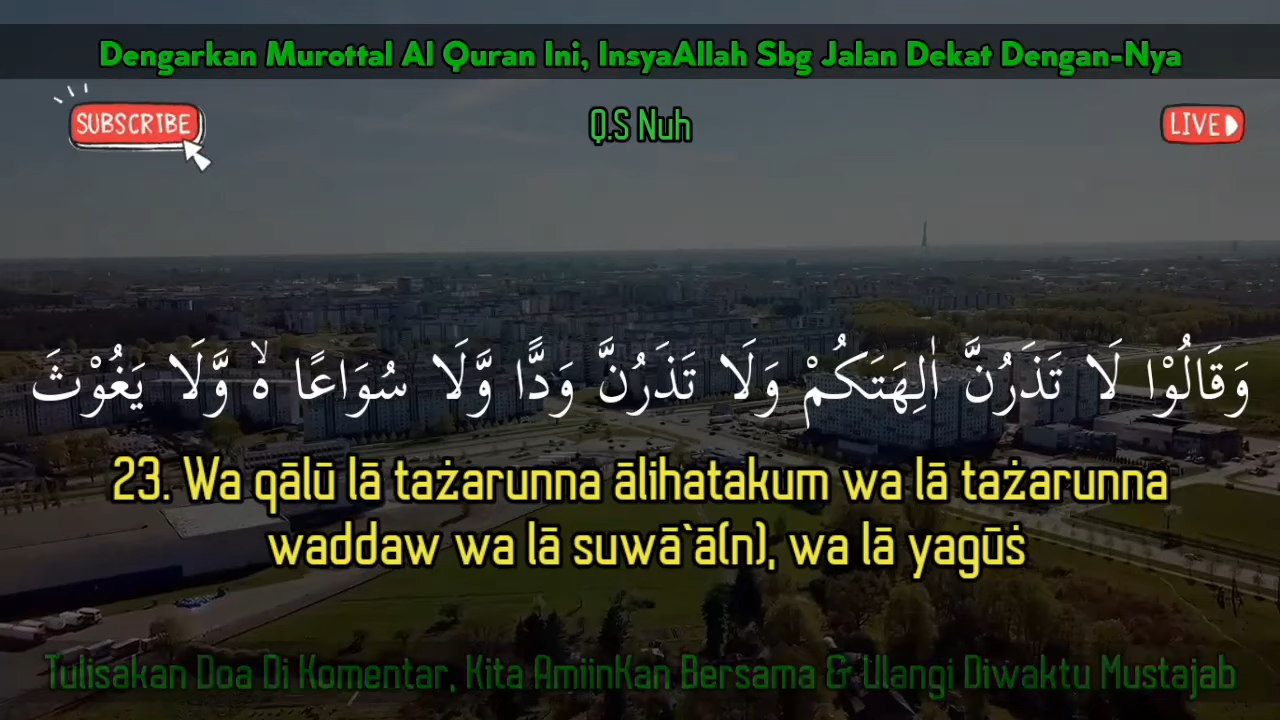 Dengarkan Murottal Al Quran Ini, InsyaAllah Sbg Jalan Dekat Dengan-Nya
SUBSCRIBE
Q.S Nuh
LIVE
وَقَالُوْا لَا تَذَرُنَّ اٰلِهَتَكُمْ وَلَا تَذَرُنَّ وَدًّا وَّلَا سُوَاعًا ەۙ وَّلَا يَغُوْثَ
23. Wa qālū lā tażarunna ālihatakum wa lā tażarunna
waddaw wa lā suwā`ā(n), wa lā yagūṡ
Tulisakan Doa Di Komentar, Kita AmiinKan Bersama & Ulangi Diwaktu Mustajab